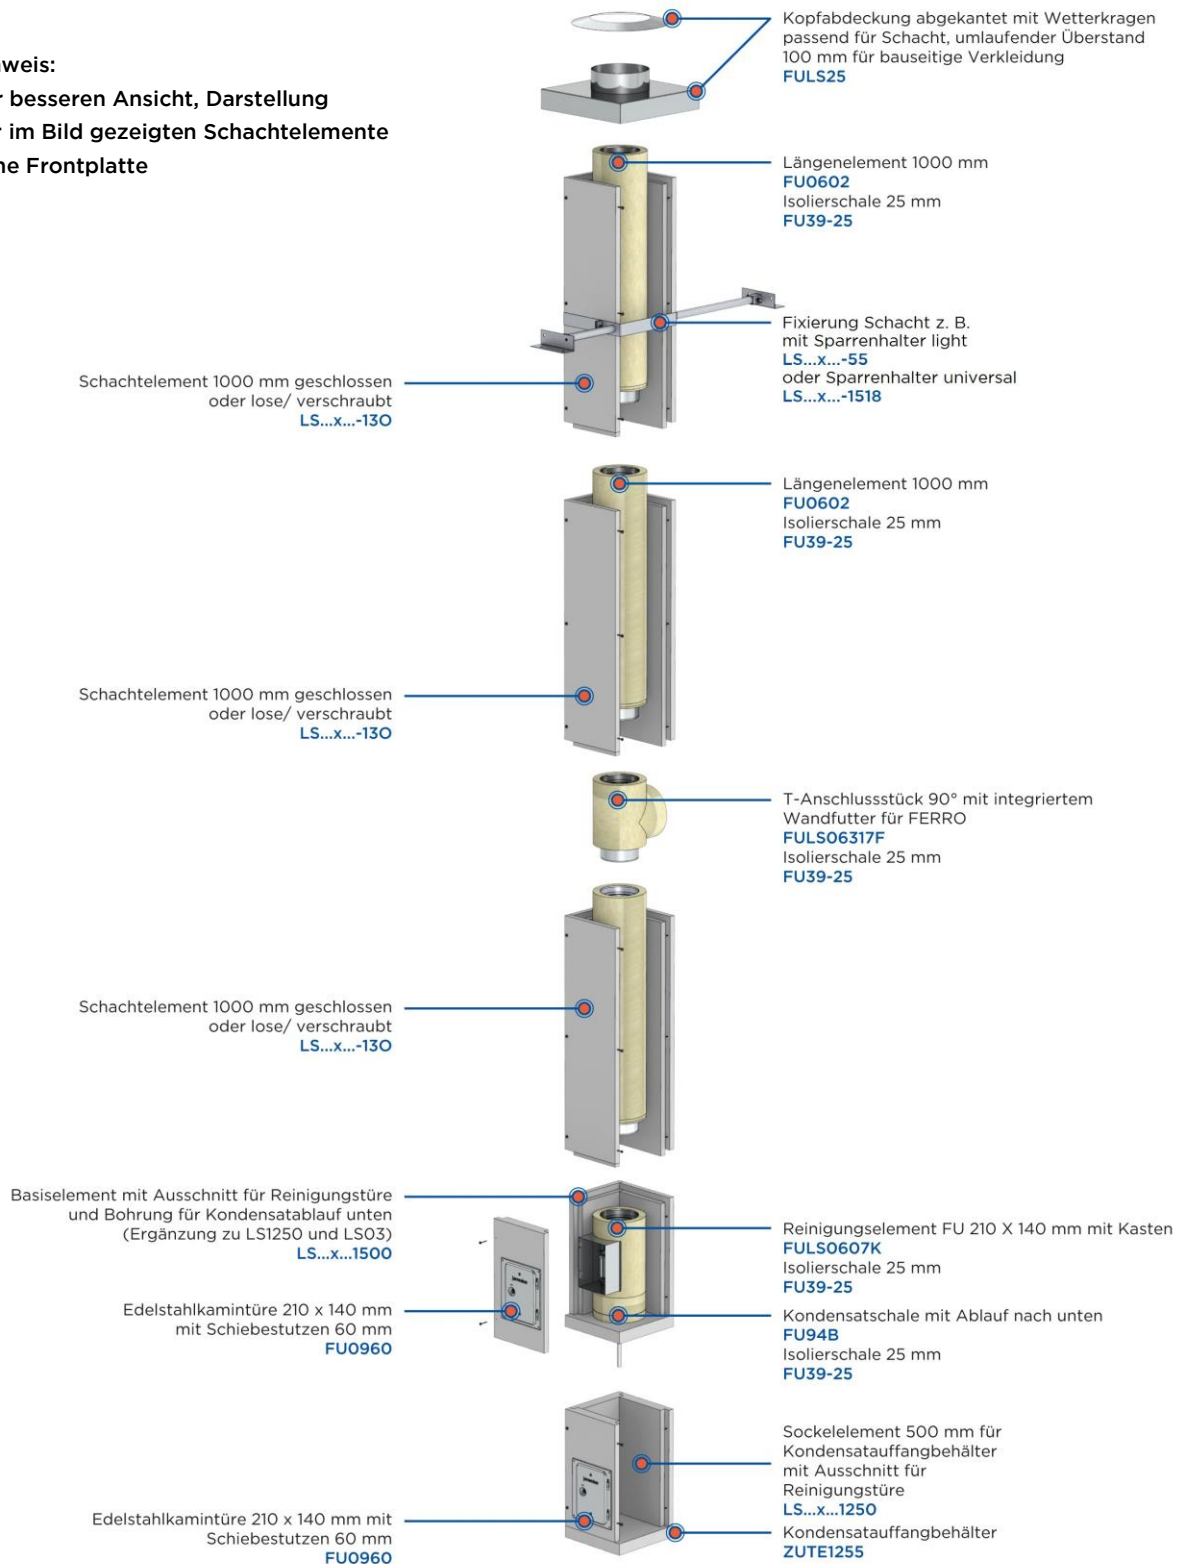 weis:
besseren Ansicht, Darstellung
im Bild gezeigten Schachtelemente
ne Frontplatte
Kopfabdeckung abgekantet mit Wetterkragen
passend für Schacht, umlaufender Überstand
100 mm für bauseitige Verkleidung
FULS25
Längenelement 1000 mm
FU0602
Isolierschale 25 mm
FU39-25
Fixierung Schacht z. B.
mit Sparrenhalter light
LS...x...-55
oder Sparrenhalter universal
LS...x...-1518
Schachtelement 1000 mm geschlossen
oder lose/ verschraubt
LS...x...-13O
Längenelement 1000 mm
FU0602
Isolierschale 25 mm
FU39-25
Schachtelement 1000 mm geschlossen
oder lose/ verschraubt
LS...x...-13O
T-Anschlussstück 90° mit integriertem
Wandfutter für FERRO
FULS06317F
Isolierschale 25 mm
FU39-25
Schachtelement 1000 mm geschlossen
oder lose/ verschraubt
LS...x...-13O
Basiselement mit Ausschnitt für Reinigungstüre
und Bohrung für Kondensatablauf unten
(Ergänzung zu LS1250 und LS03)
LS...x...1500
Reinigungselement FU 210 X 140 mm mit Kasten
FULS0607K
Isolierschale 25 mm
FU39-25
Edelstahlkamintüre 210 x 140 mm
mit Schiebestutzen 60 mm
FU0960
Kondensatschale mit Ablauf nach unten
FU94B
Isolierschale 25 mm
FU39-25
Sockelelement 500 mm für
Kondensatauffangbehälter
mit Ausschnitt für
Reinigungstüre
LS...x...1250
Edelstahlkamintüre 210 x 140 mm mit
Schiebestutzen 60 mm
FU0960
Kondensatauffangbehälter
ZUTE1255